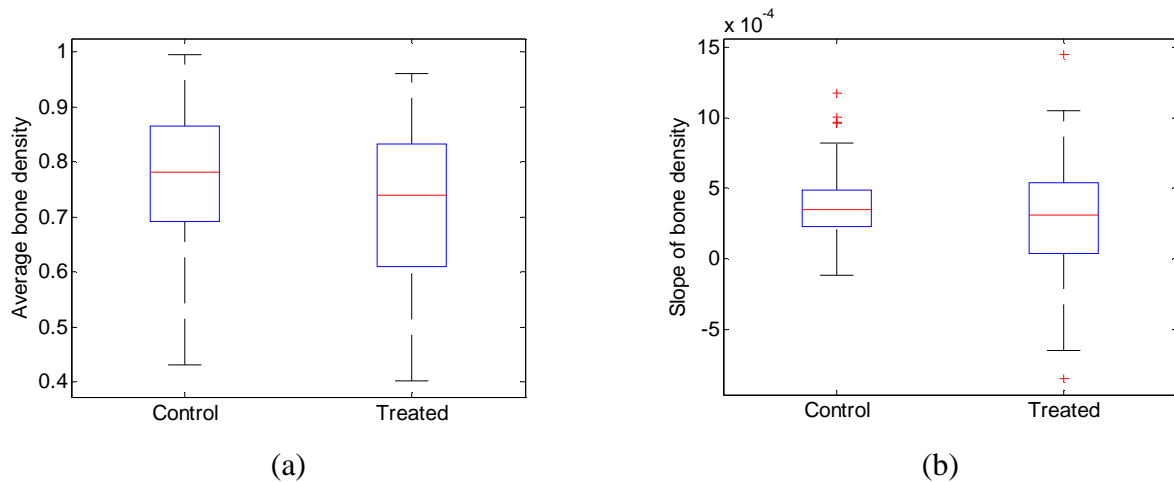 1
0.9
0.8
0.7
0.6
0.5
0.4
Average bone density
Control Treated
(a)
x 10-4
15
10
5
0
-5
Slope of bone density
Control Treated
(b)